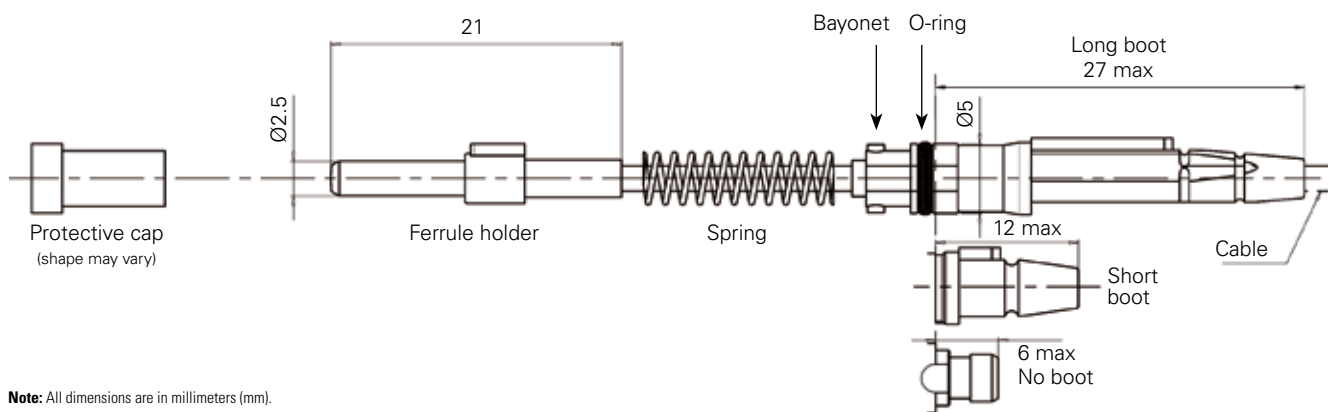 21
Bayonet O-ring
Long boot
27 max
Ø2.5
Ø5
Protective cap
(shape may vary)
Ferrule holder
Spring
12 max
Cable
Short
boot
6 max
No boot
Note: All dimensions are in millimeters (mm).